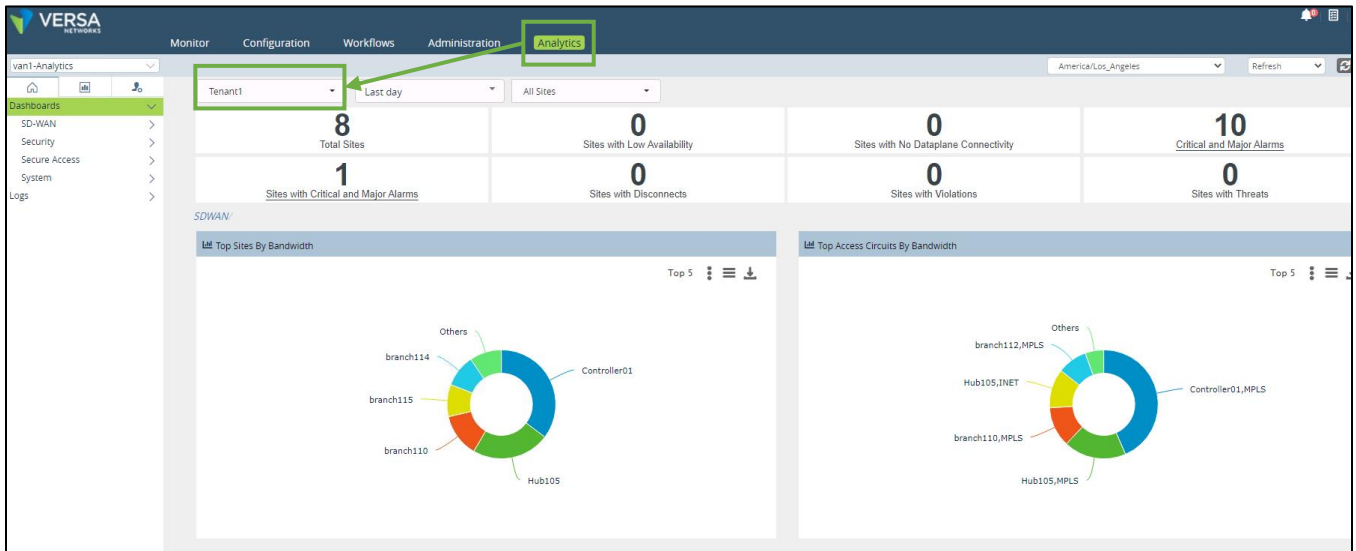 VERSA
NETWORKS
0
Monitor Configuration Workflows Administration Analytics
van1-Analytics
America/Los_Angeles
Refresh
Dashboards
SD-WAN
Security
Secure Access
System
Logs
Tenant1
Last day
All Sites
8
Total Sites
0
Sites with Low Availability
0
Sites with No Dataplane Connectivity
10
Critical and Major Alarms
1
Sites with Critical and Major Alarms
0
Sites with Disconnects
0
Sites with Violations
0
Sites with Threats
SDWAN/
Top Sites By Bandwidth
Top 5
Others
branch114
Controller01
branch115
branch110
Hub105
Top Access Circuits By Bandwidth
Top 5
Others
branch112,MPLS
Hub105,INET
Controller01,MPLS
branch110,MPLS
Hub105,MPLS